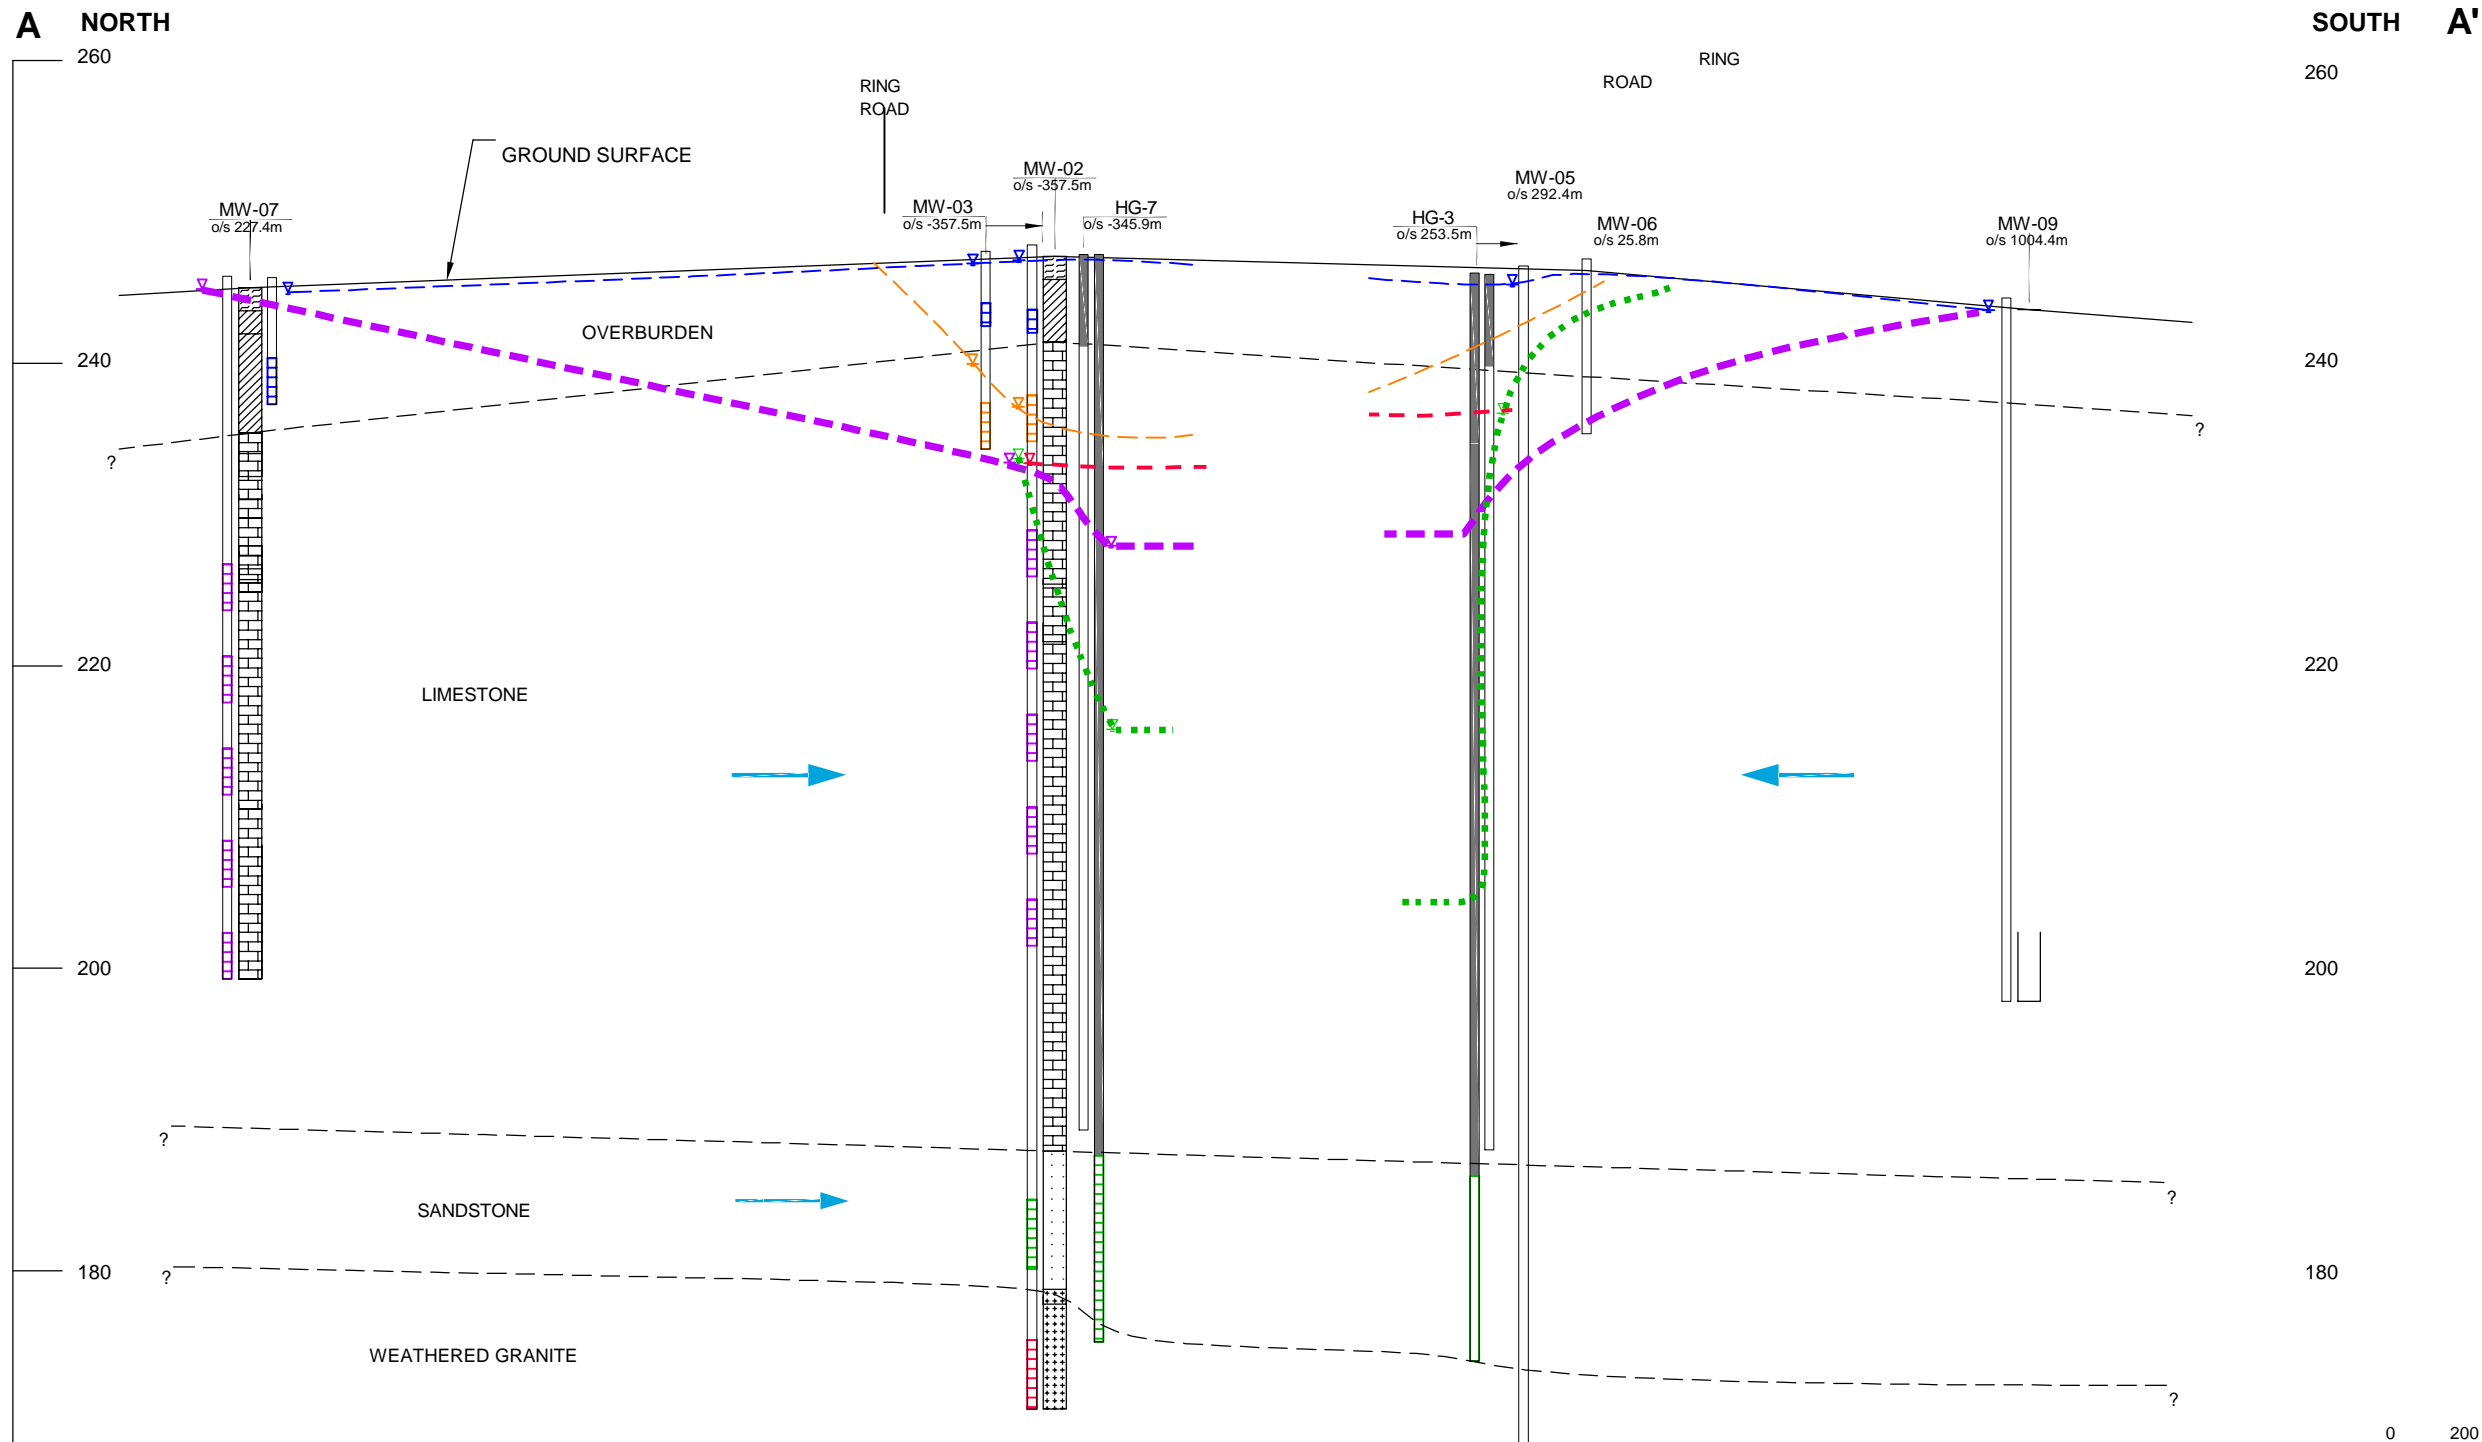 A NORTH SOUTH A'
260
260
RING
ROAD
RING
ROAD
GROUND SURFACE
MW-02
o/s -357.5m
MW-05
o/s 292.4m
MW-07
o/s 227.4m
MW-03
o/s -357.5m
HG-7
o/s -345.9m
HG-3
o/s 253.5m
MW-06
o/s 25.8m
MW-09
o/s 1004.4m
OVERBURDEN
240
240
?
?
220
220
LIMESTONE
200
200
?
?
SANDSTONE
180
180
?
WEATHERED GRANITE
?
0 200